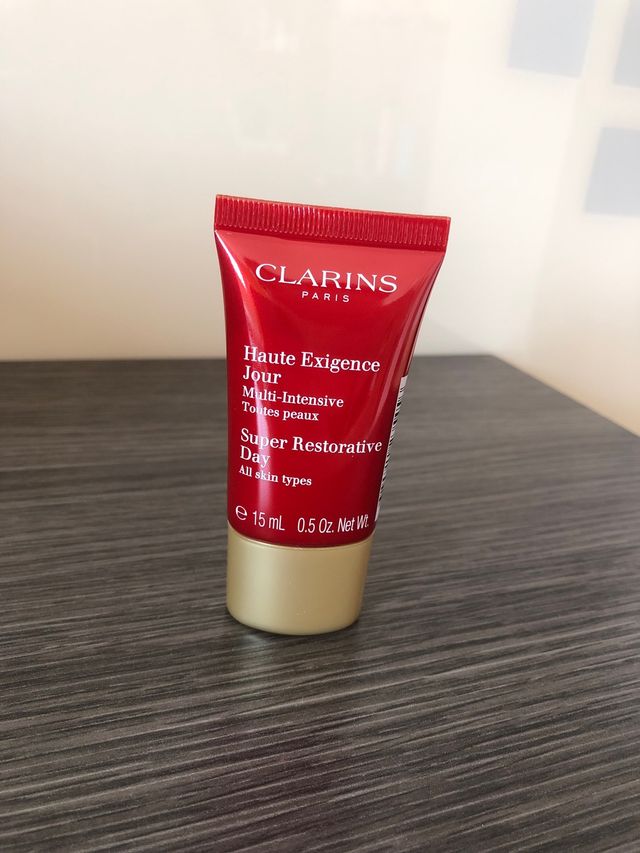 CLARINS
PARIS
Haute Exigence
Jour
Multi-Intensive
Toutes peaux
Super Restorative
Day
All skin types
℮ 15 mL 0.5 Oz. Net Wt.